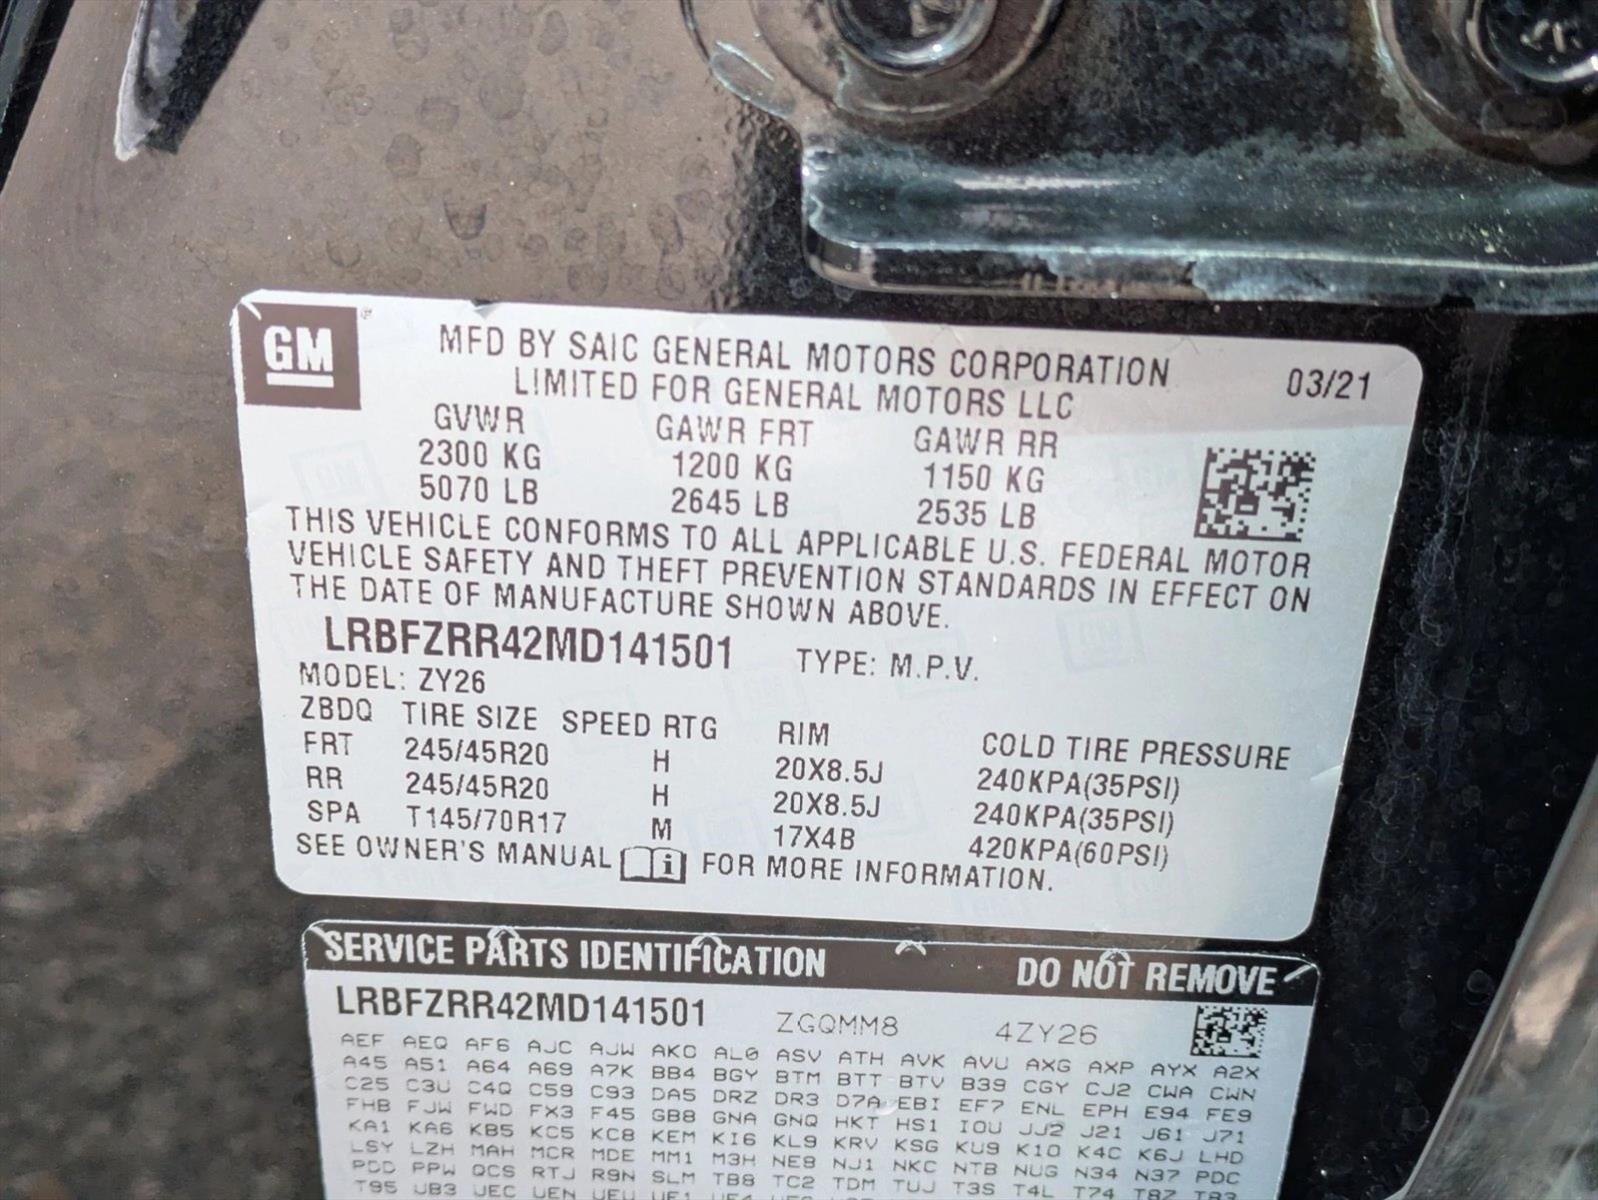 GM
MFD BY SAIC GENERAL MOTORS CORPORATION
LIMITED FOR GENERAL MOTORS LLC
03/21
GVWR GAWR FRT GAWR RR
2300 KG 1200 KG 1150 KG
5070 LB 2645 LB 2535 LB
THIS VEHICLE CONFORMS TO ALL APPLICABLE U.S. FEDERAL MOTOR
VEHICLE SAFETY AND THEFT PREVENTION STANDARDS IN EFFECT ON
THE DATE OF MANUFACTURE SHOWN ABOVE.
LRBFZRR42MD141501 TYPE: M.P.V.
MODEL: ZY26
ZBDQ TIRE SIZE SPEED RTG RIM COLD TIRE PRESSURE
FRT 245/45R20 H 20X8.5J 240KPA(35PSI)
RR 245/45R20 H 20X8.5J 240KPA(35PSI)
SPA T145/70R17 M 17X4B 420KPA(60PSI)
SEE OWNER'S MANUAL FOR MORE INFORMATION.
SERVICE PARTS IDENTIFICATION DO NOT REMOVE
LRBFZRR42MD141501 ZGQMM8 4ZY26
AEF AEQ AF6 AJC AJW AKO AL0 ASV ATH AVK AVU AXG AXP AYX A2X
A45 A51 A64 A69 A7K BB4 BGY BTM BTT BTV B39 CGY CJ2 CWA CWN
C25 C3U C4Q C59 C93 DA5 DRZ DR3 D7A EBI EF7 ENL EPH E94 FE9
FHB FJW FWD FX3 F45 GB8 GNA GNQ HKT HS1 IOU JJ2 J21 J61 J71
KA1 KA6 KB5 KC5 KC8 KEM KI6 KL9 KRV KSG KU9 K10 K4C K6J LHD
LSY LZH MAH MCR MDE MM1 M3H NE8 NJ1 NKC NTB NUG N34 N37 PDC
PDD PPW QCS RTJ R9N SLM TB8 TC2 TDM TUJ T3S T4L T74 T8Z
T95 UB3 UEC UEN UEU UE1